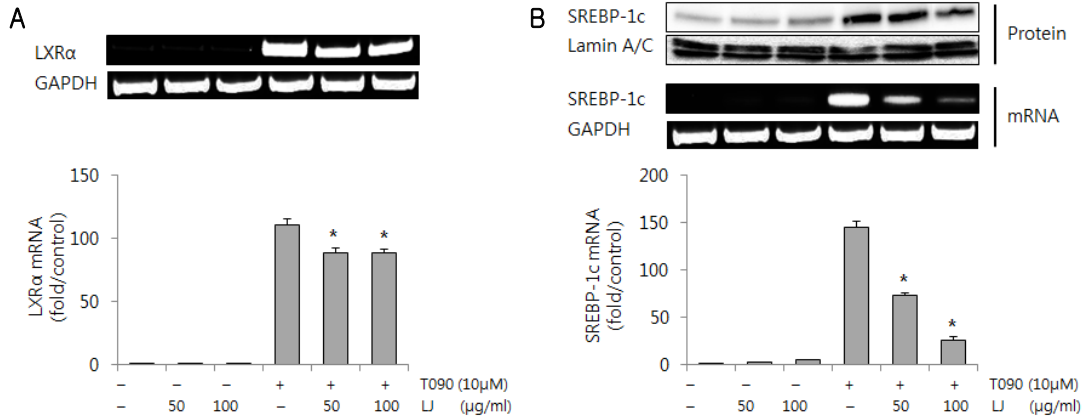 A
LXRα
GAPDH
150
100
50
0
LXRα mRNA
(fold/control)
* *
– – – + + + T090 (10μM)
– 50 100 – 50 100 LJ (μg/ml)
B
SREBP-1c
Lamin A/C
Protein
SREBP-1c
GAPDH
mRNA
200
150
100
50
0
SREBP-1c mRNA
(fold/control)
*
*
– – – + + + T090 (10μM)
– 50 100 – 50 100 LJ (μg/ml)